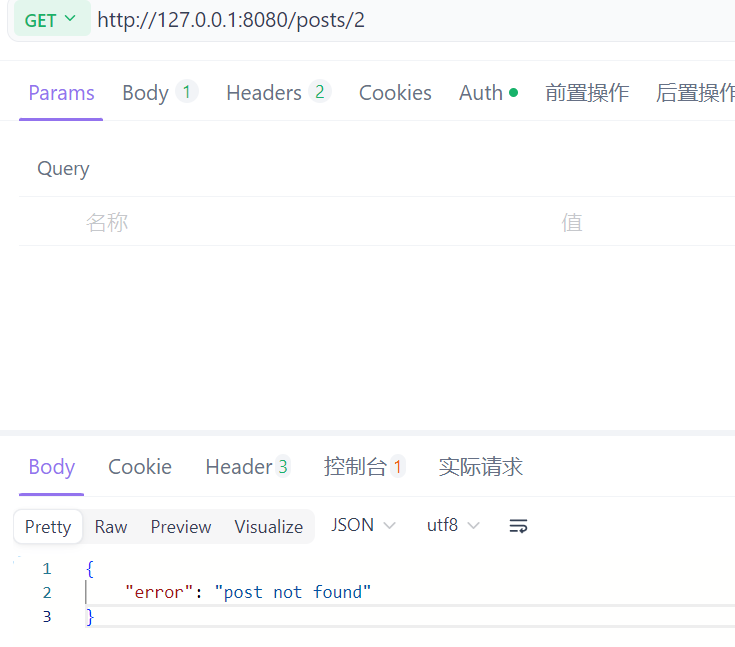 GET http://127.0.0.1:8080/posts/2
Params Body 1 Headers 2 Cookies Auth 前置操作 后置操作
Query
名称 值
Body Cookie Header 3 控制台 1 实际请求
Pretty Raw Preview Visualize JSON utf8
1 {
2 "error": "post not found"
3 }